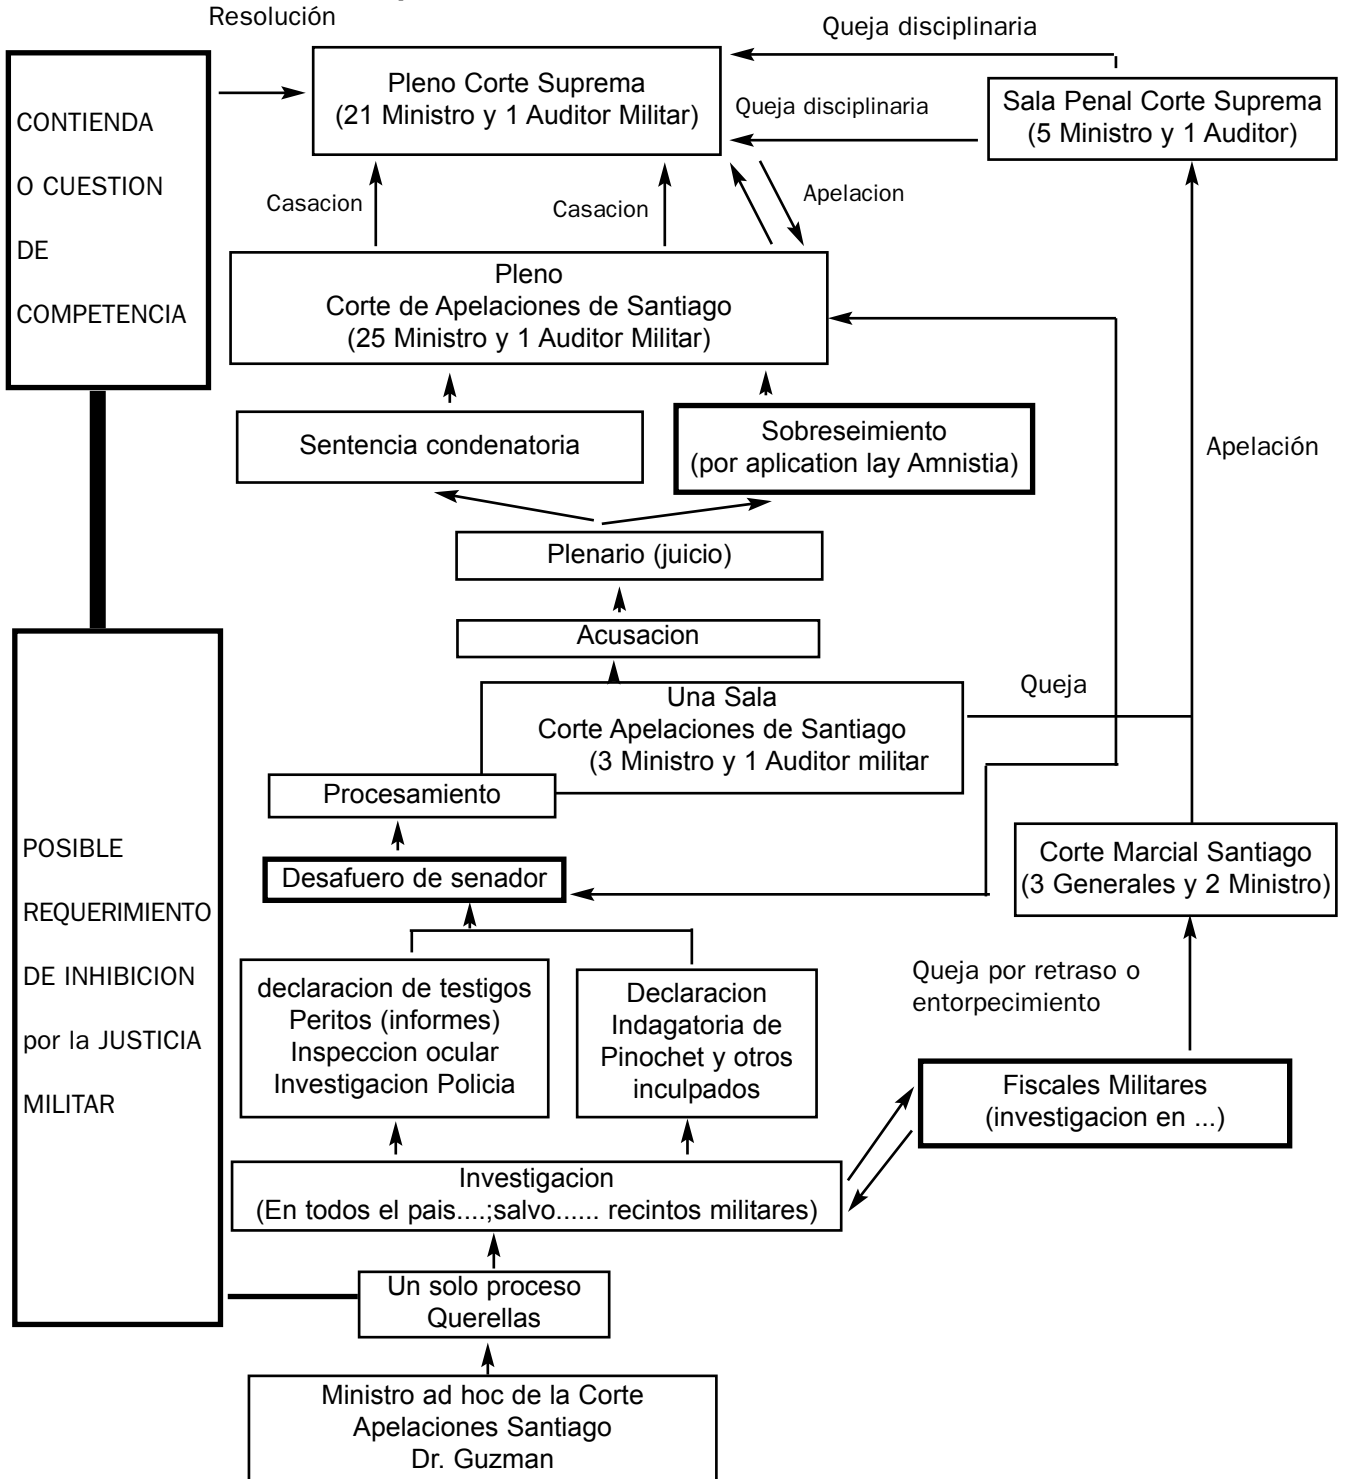 Resolución
Queja disciplinaria
CONTIENDA
O CUESTION
DE
COMPETENCIA
Pleno Corte Suprema
(21 Ministro y 1 Auditor Militar)
Queja disciplinaria
Sala Penal Corte Suprema
(5 Ministro y 1 Auditor)
Casacion
Casacion
Apelacion
Pleno
Corte de Apelaciones de Santiago
(25 Ministro y 1 Auditor Militar)
Sentencia condenatoria
Sobreseimiento
(por aplication lay Amnistia)
Apelación
Plenario (juicio)
Acusacion
Una Sala
Corte Apelaciones de Santiago
(3 Ministro y 1 Auditor militar
Queja
Procesamiento
Desafuero de senador
Corte Marcial Santiago
(3 Generales y 2 Ministro)
POSIBLE
REQUERIMIENTO
DE INHIBICION
por la JUSTICIA
MILITAR
declaracion de testigos
Peritos (informes)
Inspeccion ocular
Investigacion Policia
Declaracion
Indagatoria de
Pinochet y otros
inculpados
Queja por retraso o
entorpecimiento
Fiscales Militares
(investigacion en ...)
Investigacion
(En todos el pais....;salvo...... recintos militares)
Un solo proceso
Querellas
Ministro ad hoc de la Corte
Apelaciones Santiago
Dr. Guzman